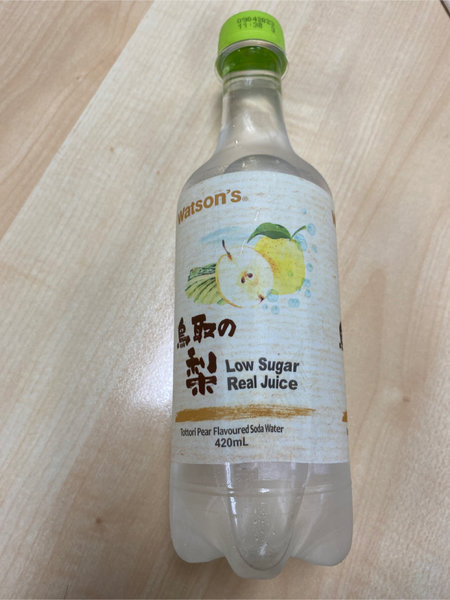 Watson's
鳥取の
梨
Low Sugar
Real Juice
Tottori Pear Flavoured Soda Water
420mL